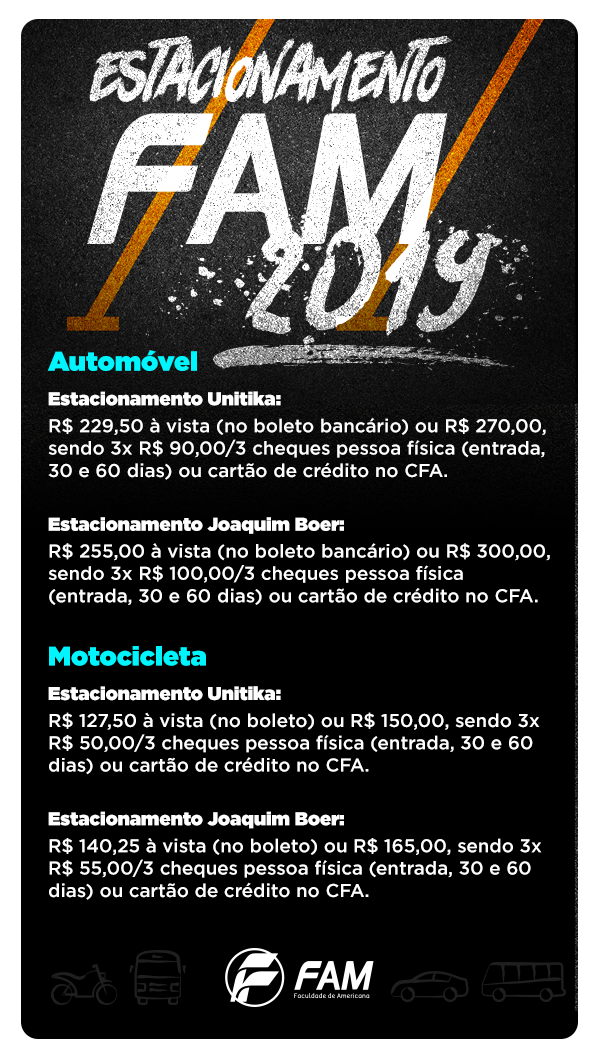 ESTACIONAMENTO
FAM
2019
Automóvel
Estacionamento Unitika:
R$ 229,50 à vista (no boleto bancário) ou R$ 270,00,
sendo 3x R$ 90,00/3 cheques pessoa física (entrada,
30 e 60 dias) ou cartão de crédito no CFA.
Estacionamento Joaquim Boer:
R$ 255,00 à vista (no boleto bancário) ou R$ 300,00,
sendo 3x R$ 100,00/3 cheques pessoa física
(entrada, 30 e 60 dias) ou cartão de crédito no CFA.
Motocicleta
Estacionamento Unitika:
R$ 127,50 à vista (no boleto) ou R$ 150,00, sendo 3x
R$ 50,00/3 cheques pessoa física (entrada, 30 e 60
dias) ou cartão de crédito no CFA.
Estacionamento Joaquim Boer:
R$ 140,25 à vista (no boleto) ou R$ 165,00, sendo 3x
R$ 55,00/3 cheques pessoa física (entrada, 30 e 60
dias) ou cartão de crédito no CFA.
FAM
Faculdade de Americana